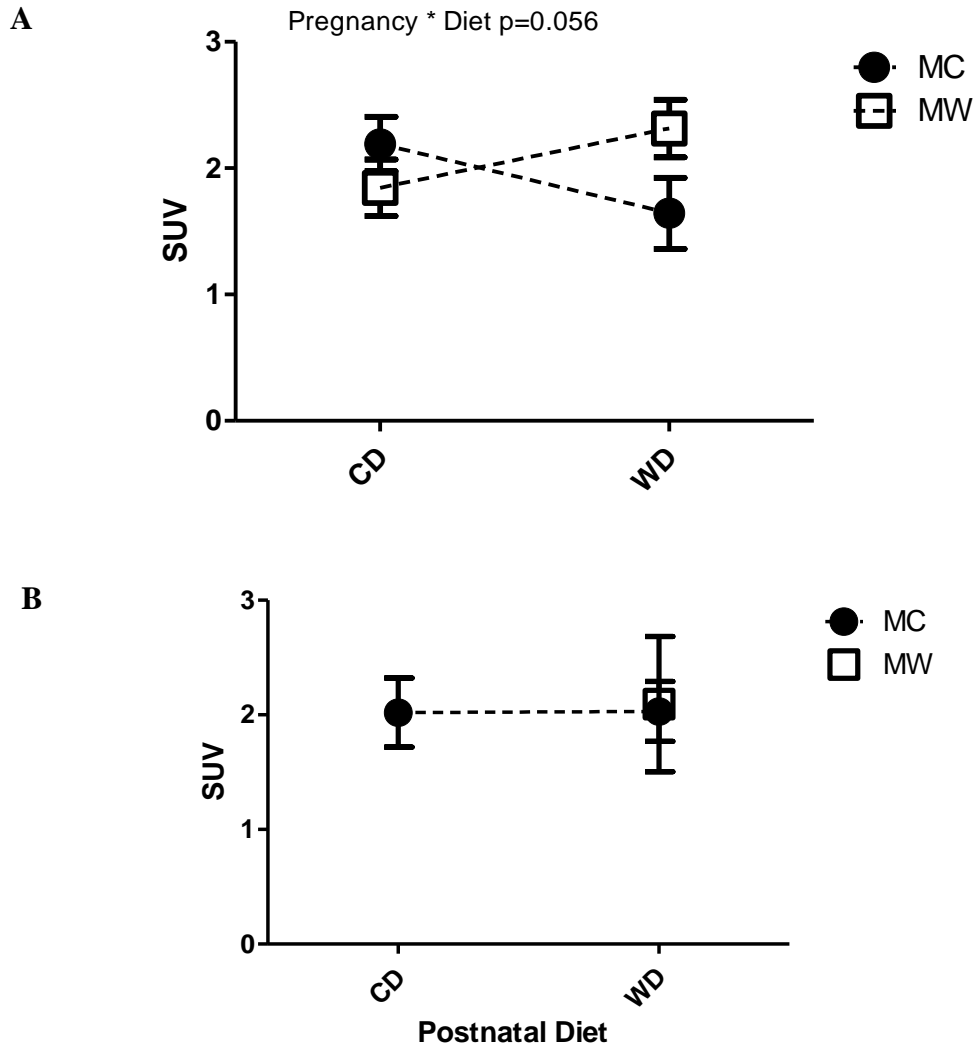 A
Pregnancy * Diet p=0.056
MC
MW
SUV
3
2
1
0
CD
WD
B
MC
MW
SUV
3
2
1
0
CD
WD
Postnatal Diet